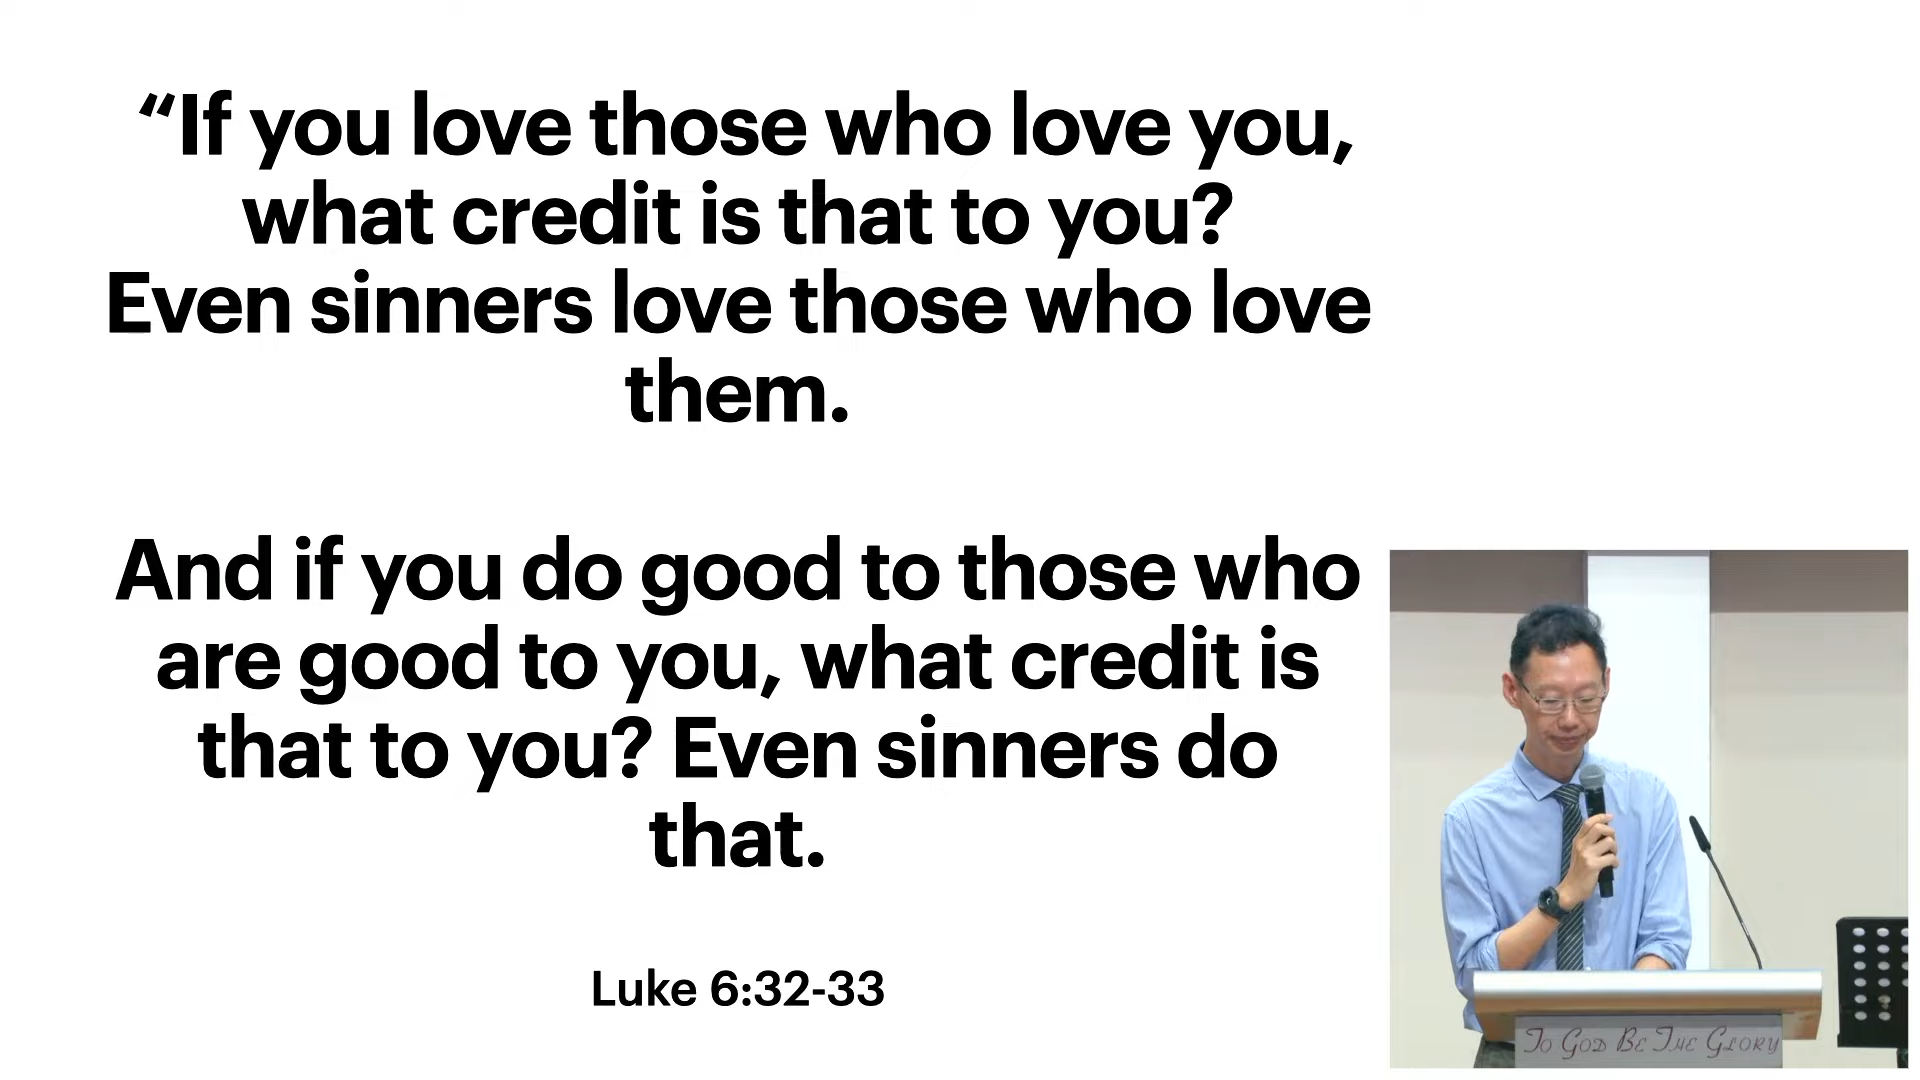 “If you love those who love you,
what credit is that to you?
Even sinners love those who love
them.
And if you do good to those who
are good to you, what credit is
that to you? Even sinners do
that.
Luke 6:32-33
To God Be The Glory